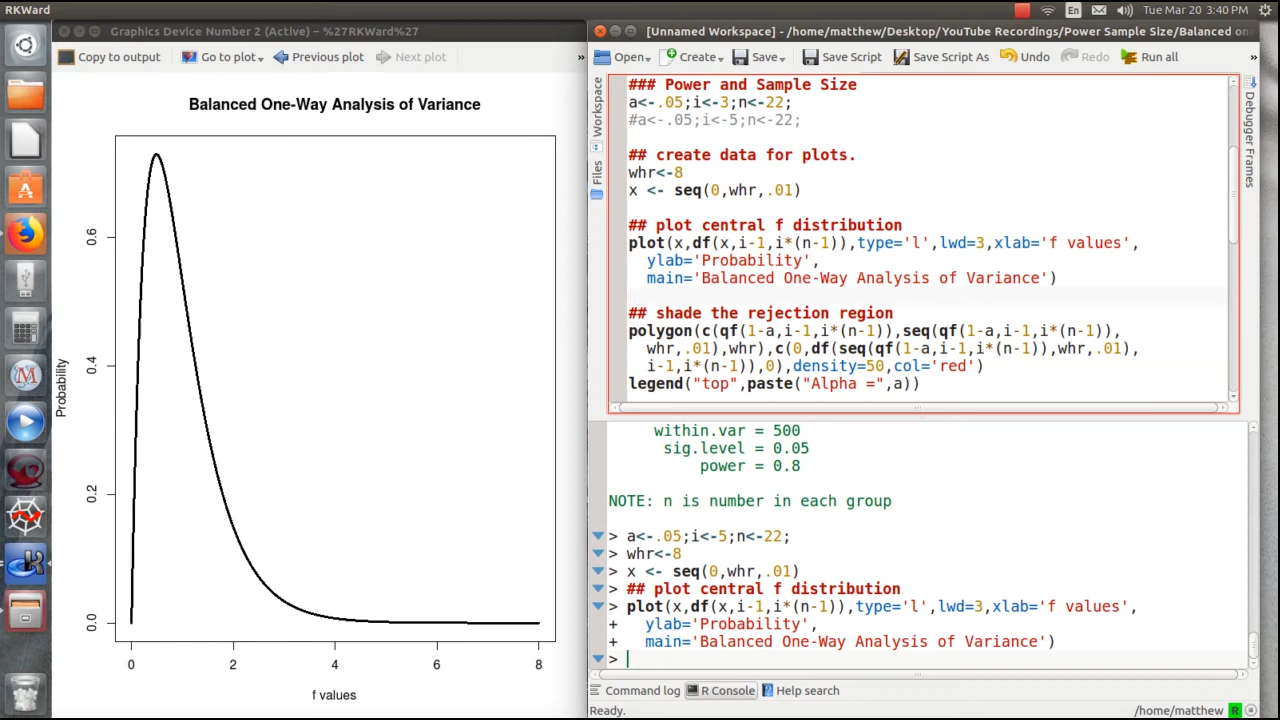 RKWard
En
Tue Mar 20 3:40 PM
Graphics Device Number 2 (Active) – %27RKWard%27
[Unnamed Workspace] - /home/matthew/Desktop/YouTube Recordings/Power Sample Size/Balanced on
Copy to output
Go to plot
Previous plot
Next plot
»
Open
Create
Save
Save Script
Save Script As
Undo
Redo
Run all
»
Workspace
Files
Debugger Frames
Balanced One-Way Analysis of Variance
Probability
0.0
0.2
0.4
0.6
0 2 4 6 8
f values
### Power and Sample Size
a<-.05;i<-3;n<-22;
#a<-.05;i<-5;n<-22;
## create data for plots.
whr<-8
x <- seq(0,whr,.01)
## plot central f distribution
plot(x,df(x,i-1,i*(n-1)),type='l',lwd=3,xlab='f values',
ylab='Probability',
main='Balanced One-Way Analysis of Variance')
## shade the rejection region
polygon(c(qf(1-a,i-1,i*(n-1)),seq(qf(1-a,i-1,i*(n-1)),
whr,.01),whr),c(0,df(seq(qf(1-a,i-1,i*(n-1)),whr,.01),
i-1,i*(n-1)),0),density=50,col='red')
legend("top",paste("Alpha =",a))
within.var = 500
sig.level = 0.05
power = 0.8
NOTE: n is number in each group
> a<-.05;i<-5;n<-22;
> whr<-8
> x <- seq(0,whr,.01)
> ## plot central f distribution
> plot(x,df(x,i-1,i*(n-1)),type='l',lwd=3,xlab='f values',
+ ylab='Probability',
+ main='Balanced One-Way Analysis of Variance')
>
Command log
R Console
Help search
Ready.
/home/matthew
R